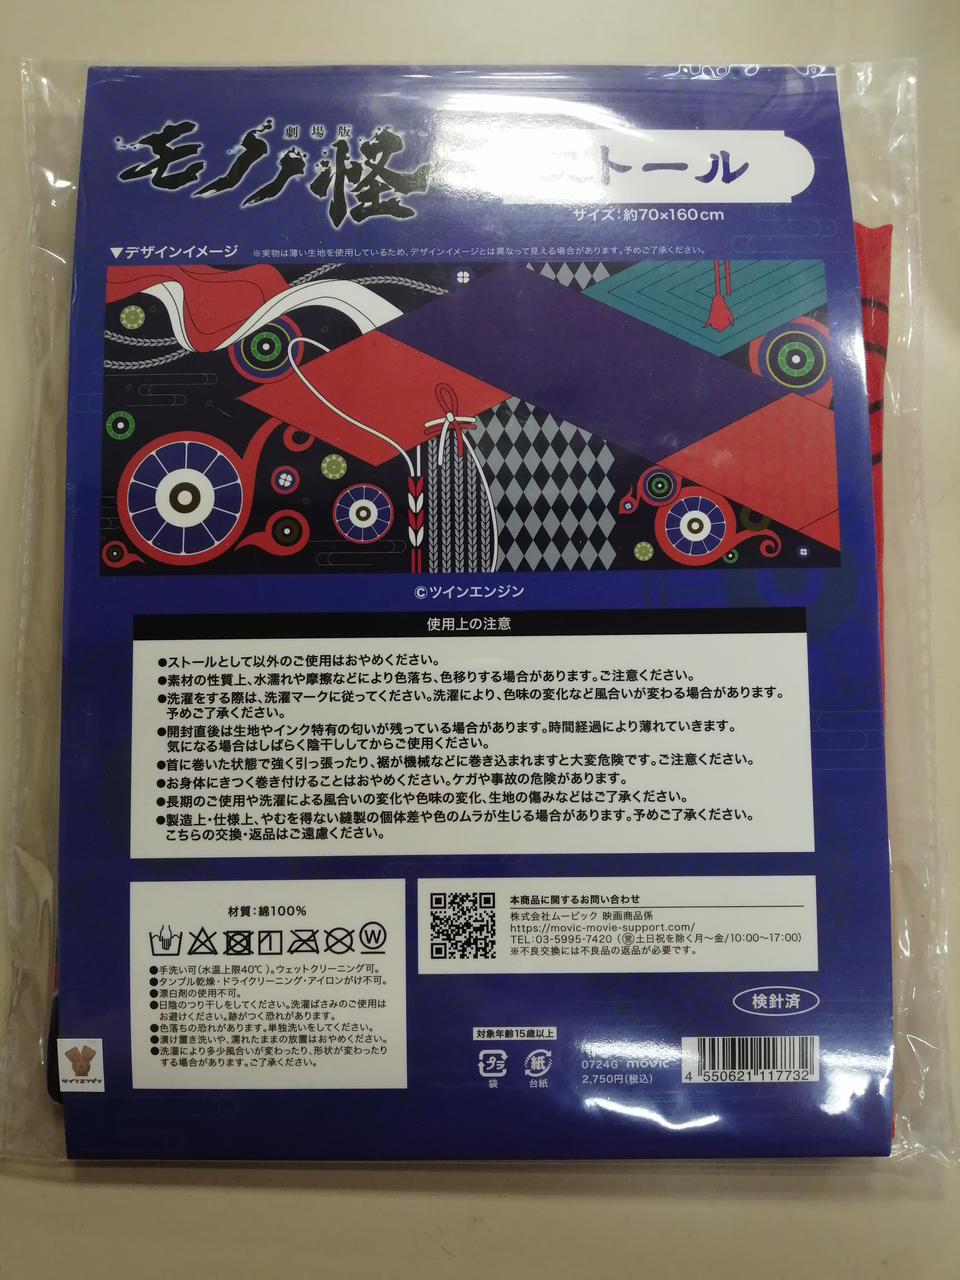 劇場版
モノノ怪
トール
サイズ:約70×160cm
▼デザインイメージ ※実物は薄い生地を使用しているため、デザインイメージとは異なって見える場合があります。予めご了承ください。
©ツインエンジン
使用上の注意
●ストールとして以外のご使用はおやめください。
●素材の性質上、水濡れや摩擦などにより色落ち、色移りする場合があります。ご注意ください。
●洗濯をする際は、洗濯マークに従ってください。洗濯により、色味の変化など風合いが変わる場合があります。
予めご了承ください。
●開封直後は生地やインク特有の匂いが残っている場合があります。時間経過により薄れていきます。
気になる場合はしばらく陰干ししてからご使用ください。
●首に巻いた状態で強く引っ張ったり、裾が機械などに巻き込まれますと大変危険です。ご注意ください。
●お身体にきつく巻き付けることはおやめください。ケガや事故の危険があります。
●長期のご使用や洗濯による風合いの変化や色味の変化、生地の傷みなどはご了承ください。
●製造上・仕様上、やむを得ない縫製の個体差や色のムラが生じる場合があります。予めご了承ください。
こちらの交換・返品はご遠慮ください。
材質:綿100%
W
●手洗い可(水温上限40℃)。ウェットクリーニング可。
●タンブル乾燥・ドライクリーニング・アイロンがけ不可。
●漂白剤の使用不可。
●日陰のつり干しをしてください。洗濯ばさみのご使用は
お避けください。跡がつく恐れがあります。
●色落ちの恐れがあります。単独洗いをしてください。
●漬け置き洗いや、濡れたままの放置はおやめください。
●洗濯により多少風合いが変わったり、形状が変わったり
する場合があります。ご了承ください。
本商品に関するお問い合わせ
株式会社ムービック 映画商品係
https://movic-movie-support.com/
TEL:03-5995-7420 (営土日祝を除く月〜金/10:00〜17:00)
※不良交換には不良品の返品が必要です。
検針済
対象年齢15歳以上
プラ
袋
紙
台紙
0724G movic
2,750円(税込)
4 550621 117732
ツインエンジン